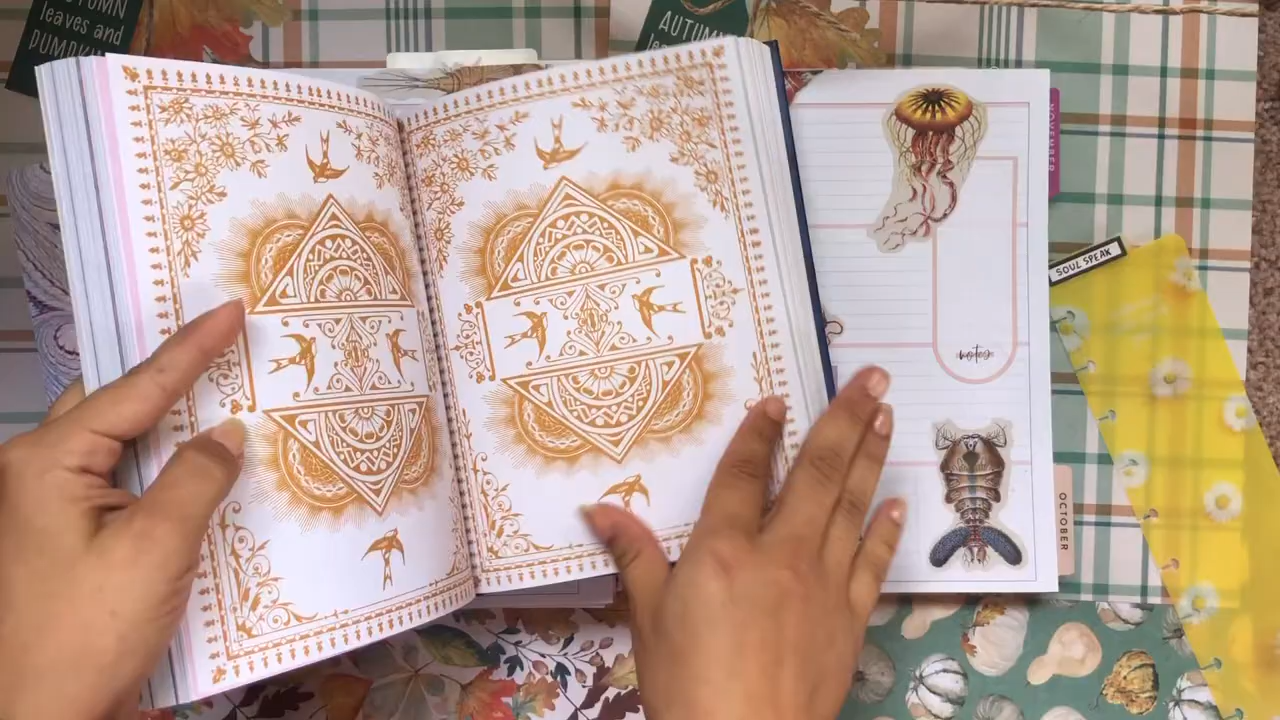 AUTUMN
leaves and
PUMPKIN
AUTUMN
NOVEMBER
SOUL SPEAK
notes
OCTOBER